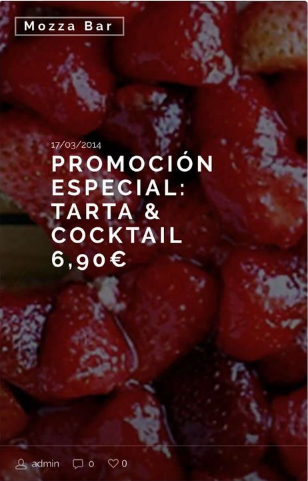 Mozza Bar
17/03/2014
PROMOCIÓN
ESPECIAL:
TARTA &
COCKTAIL
6,90€
admin 0 0